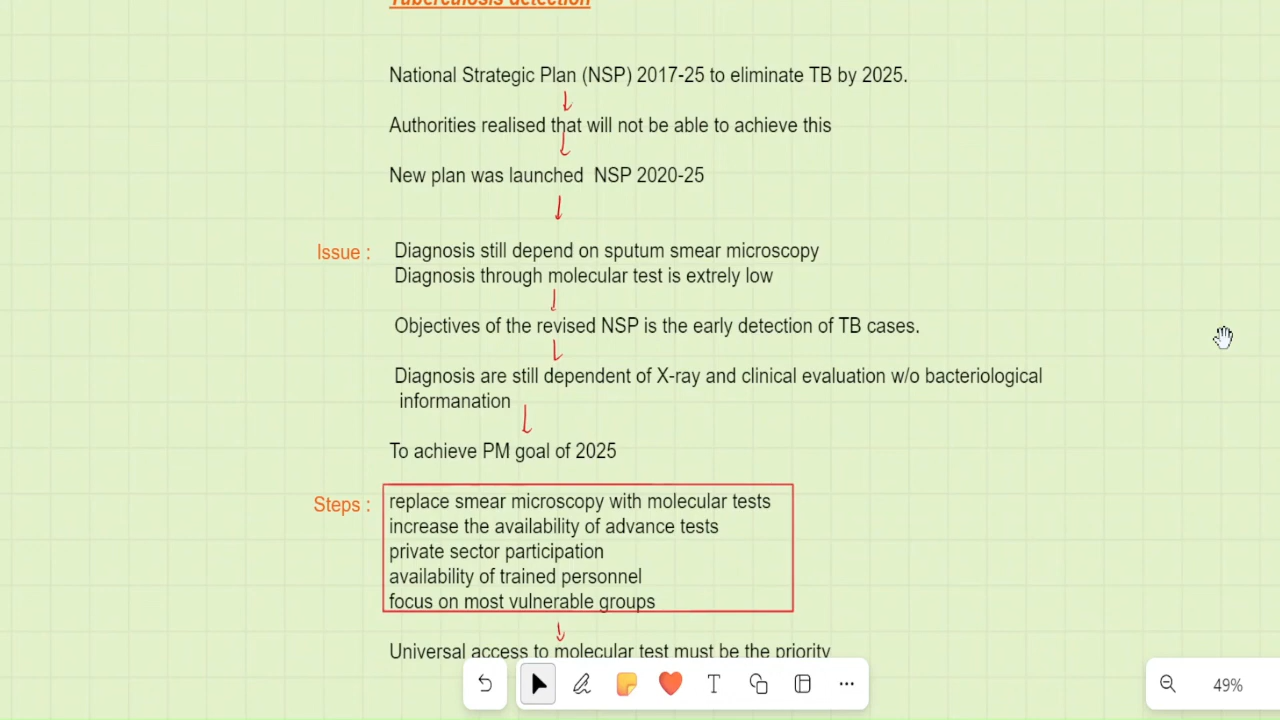 Tuberculosis detection
National Strategic Plan (NSP) 2017-25 to eliminate TB by 2025.
Authorities realised that will not be able to achieve this
New plan was launched  NSP 2020-25
Issue :
Diagnosis still depend on sputum smear microscopy
Diagnosis through molecular test is extrely low
Objectives of the revised NSP is the early detection of TB cases.
Diagnosis are still dependent of X-ray and clinical evaluation w/o bacteriological
informanation
To achieve PM goal of 2025
Steps :
replace smear microscopy with molecular tests
increase the availability of advance tests
private sector participation
availability of trained personnel
focus on most vulnerable groups
Universal access to molecular test must be the priority
T
49%